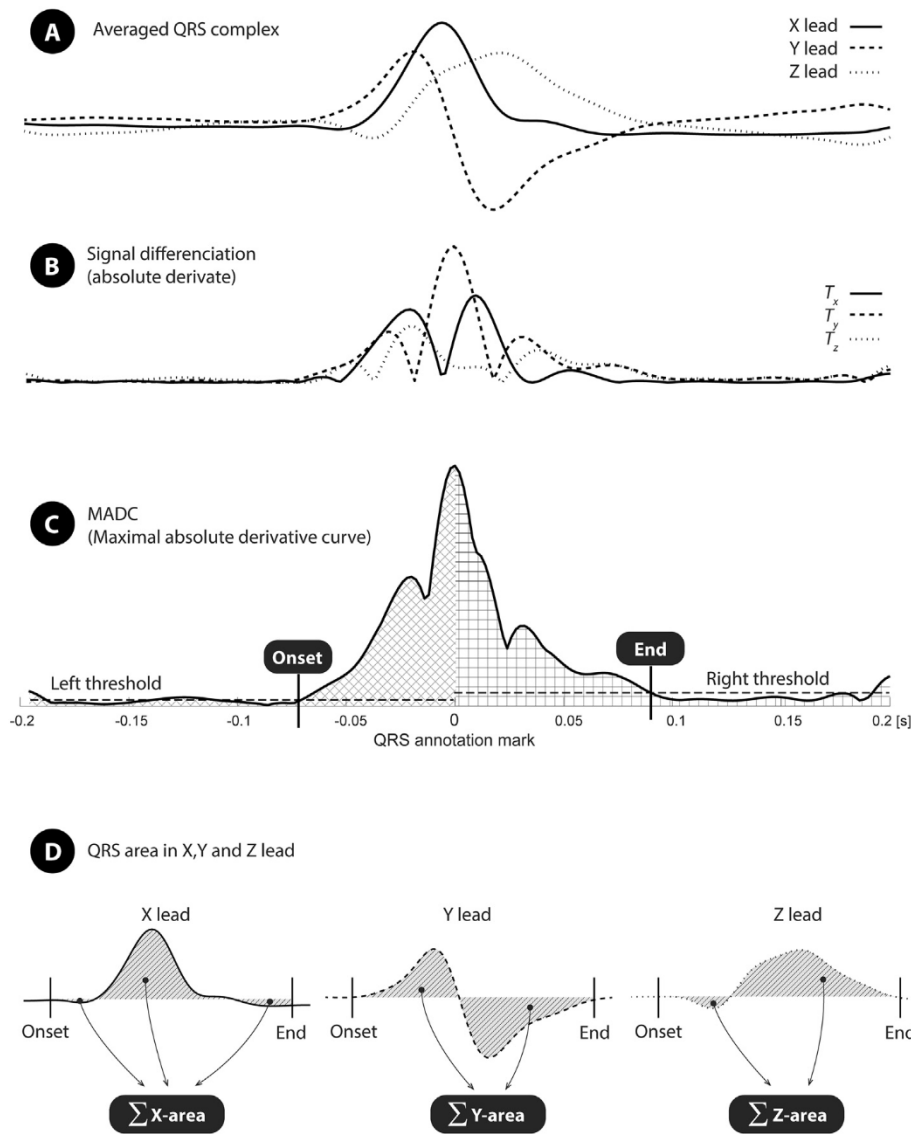 A Averaged QRS complex
X lead
Y lead
Z lead
B Signal differenciation
(absolute derivate)
Tx
Ty
Tz
C MADC
(Maximal absolute derivative curve)
Onset
End
Left threshold
Right threshold
-0.2 -0.15 -0.1 -0.05 0 0.05 0.1 0.15 0.2 [s]
QRS annotation mark
D QRS area in X,Y and Z lead
X lead Y lead Z lead
Onset End Onset End Onset End
∑ X-area ∑ Y-area ∑ Z-area